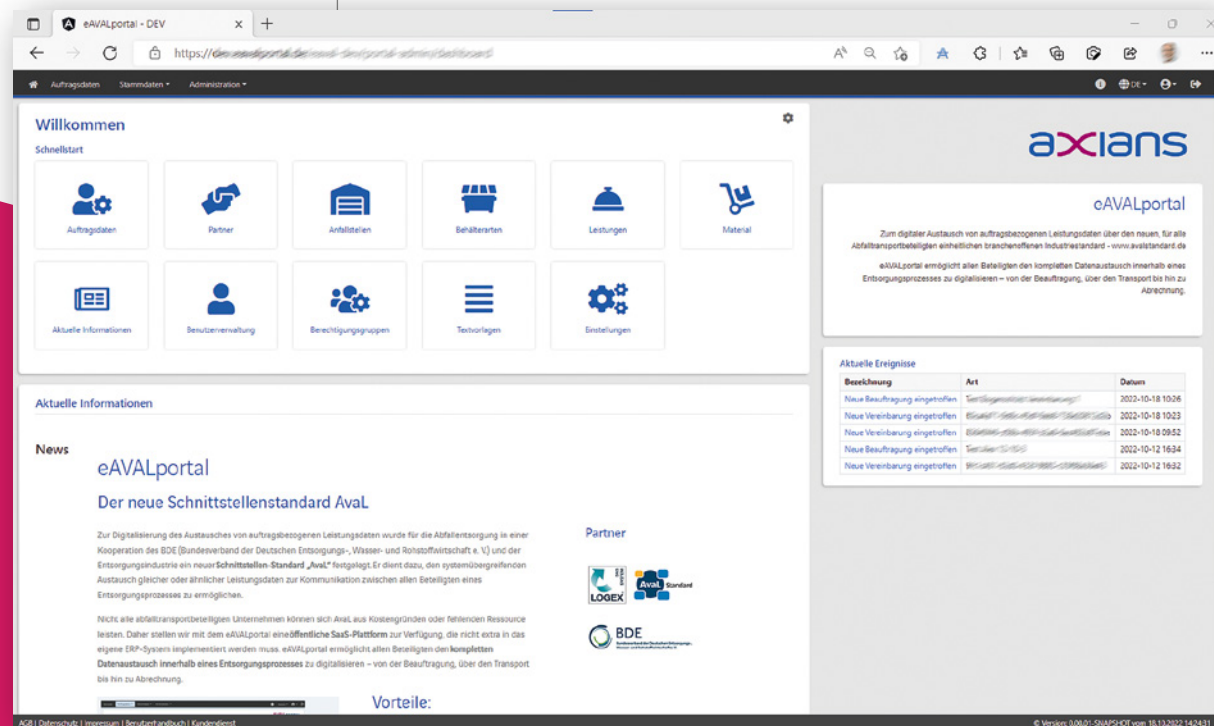 eAVALportal - DEV
https://
Auftragsdaten Stammdaten Administration DE
Willkommen
Schnellstart
Auftragsdaten Partner Anfallstellen Behälterarten Leistungen Material
Aktuelle Informationen Benutzerverwaltung Berechtigungsgruppen Textvorlagen Einstellungen
axians
eAVALportal
Zum digitaler Austausch von auftragsbezogenen Leistungsdaten über den neuen, für alle
Abfalltransportbeteiligten einheitlichen branchenoffenen Industriestandard - www.avalstandard.de
eAVALportal ermöglicht allen Beteiligten den kompletten Datenaustausch innerhalb eines
Entsorgungsprozesses zu digitalisieren – von der Beauftragung, über den Transport bis hin zu
Abrechnung.
Aktuelle Ereignisse
Bezeichnung Art Datum
Neue Beauftragung eingetroffen 2022-10-18 10:26
Neue Vereinbarung eingetroffen 2022-10-18 10:23
Neue Vereinbarung eingetroffen 2022-10-18 09:52
Neue Beauftragung eingetroffen 2022-10-12 16:34
Neue Vereinbarung eingetroffen 2022-10-12 16:32
Aktuelle Informationen
News
eAVALportal
Der neue Schnittstellenstandard AvaL
Zur Digitalisierung des Austausches von auftragsbezogenen Leistungsdaten wurde für die Abfallentsorgung in einer
Kooperation des BDE (Bundesverband der Deutschen Entsorgungs-, Wasser- und Rohstoffwirtschaft e. V.) und der
Entsorgungsindustrie ein neuer Schnittstellen-Standard „AvaL" festgelegt. Er dient dazu, den systemübergreifenden
Austausch gleicher oder ähnlicher Leistungsdaten zur Kommunikation zwischen allen Beteiligten eines
Entsorgungsprozesses zu ermöglichen.
Nicht alle abfalltransportbeteiligten Unternehmen können sich AvaL aus Kostengründen oder fehlenden Ressource
leisten. Daher stellen wir mit dem eAVALportal eine öffentliche SaaS-Plattform zur Verfügung, die nicht extra in das
eigene ERP-System implementiert werden muss. eAVALportal ermöglicht allen Beteiligten den kompletten
Datenaustausch innerhalb eines Entsorgungsprozesses zu digitalisieren – von der Beauftragung, über den Transport
bis hin zu Abrechnung.
Partner
LOGEX
AvaL Standard
BDE
Vorteile:
AGB | Datenschutz | Impressum | Benutzerhandbuch | Kundendienst
© Version: 0.08.01-SNAPSHOT vom 18.10.2022 14:24:31